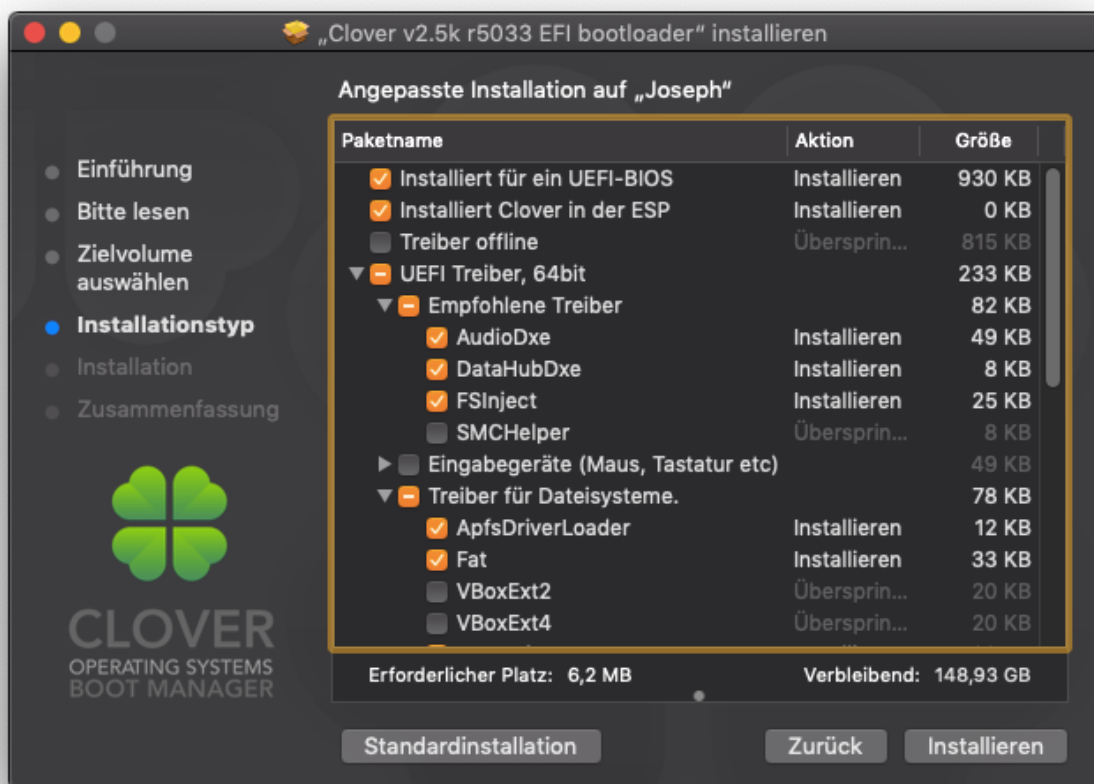 „Clover v2.5k r5033 EFI bootloader“ installieren
Angepasste Installation auf „Joseph“
Einführung
Bitte lesen
Zielvolume
auswählen
Installationstyp
Installation
Zusammenfassung
CLOVER
OPERATING SYSTEMS
BOOT MANAGER
Paketname Aktion Größe
Installiert für ein UEFI-BIOS Installieren 930 KB
Installiert Clover in der ESP Installieren 0 KB
Treiber offline Übersprin... 815 KB
UEFI Treiber, 64bit 233 KB
Empfohlene Treiber 82 KB
AudioDxe Installieren 49 KB
DataHubDxe Installieren 8 KB
FSInject Installieren 25 KB
SMCHelper Übersprin... 8 KB
Eingabegeräte (Maus, Tastatur etc) 49 KB
Treiber für Dateisysteme. 78 KB
ApfsDriverLoader Installieren 12 KB
Fat Installieren 33 KB
VBoxExt2 Übersprin... 20 KB
VBoxExt4 Übersprin... 20 KB
Erforderlicher Platz: 6,2 MB Verbleibend: 148,93 GB
Standardinstallation Zurück Installieren